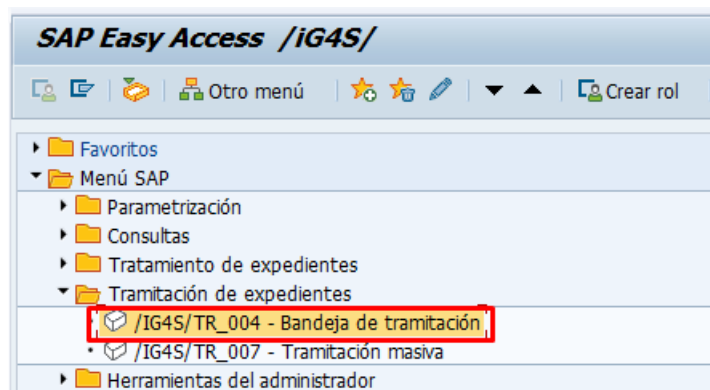 SAP Easy Access /iG4S/
Otro menú Crear rol
Favoritos
Menú SAP
Parametrización
Consultas
Tratamiento de expedientes
Tramitación de expedientes
/IG4S/TR_004 - Bandeja de tramitación
/IG4S/TR_007 - Tramitación masiva
Herramientas del administrador